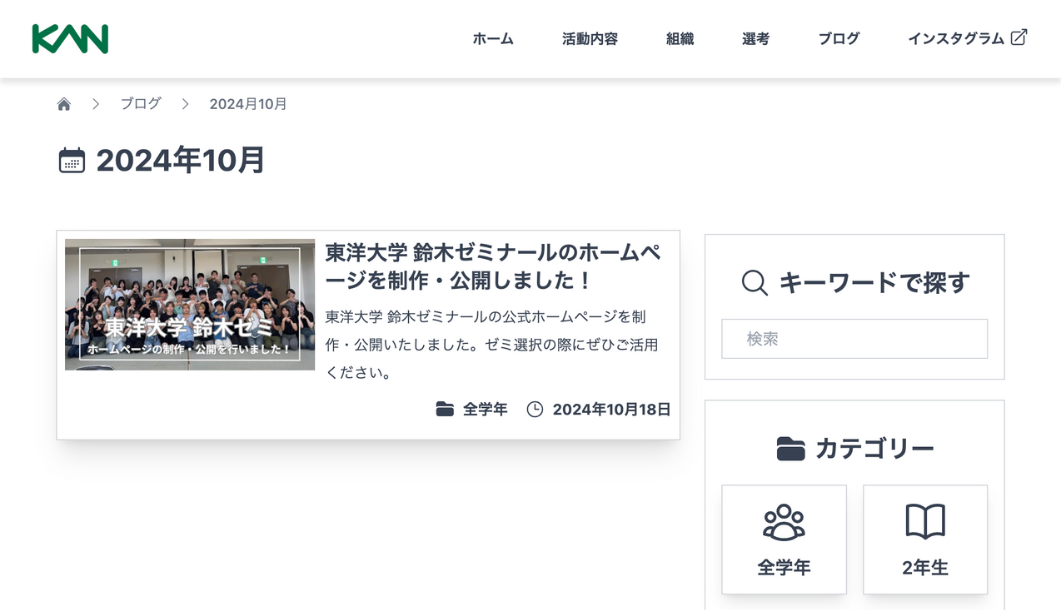 KAN
ホーム 活動内容 組織 選考 ブログ インスタグラム
ブログ 2024月10月
2024年10月
東洋大学 鈴木ゼミ
ホームページの制作・公開を行いました！
東洋大学 鈴木ゼミナールのホームペ
ージを制作・公開しました！
東洋大学 鈴木ゼミナールの公式ホームページを制
作・公開いたしました。ゼミ選択の際にぜひご活用
ください。
全学年 2024年10月18日
キーワードで探す
検索
カテゴリー
全学年 2年生